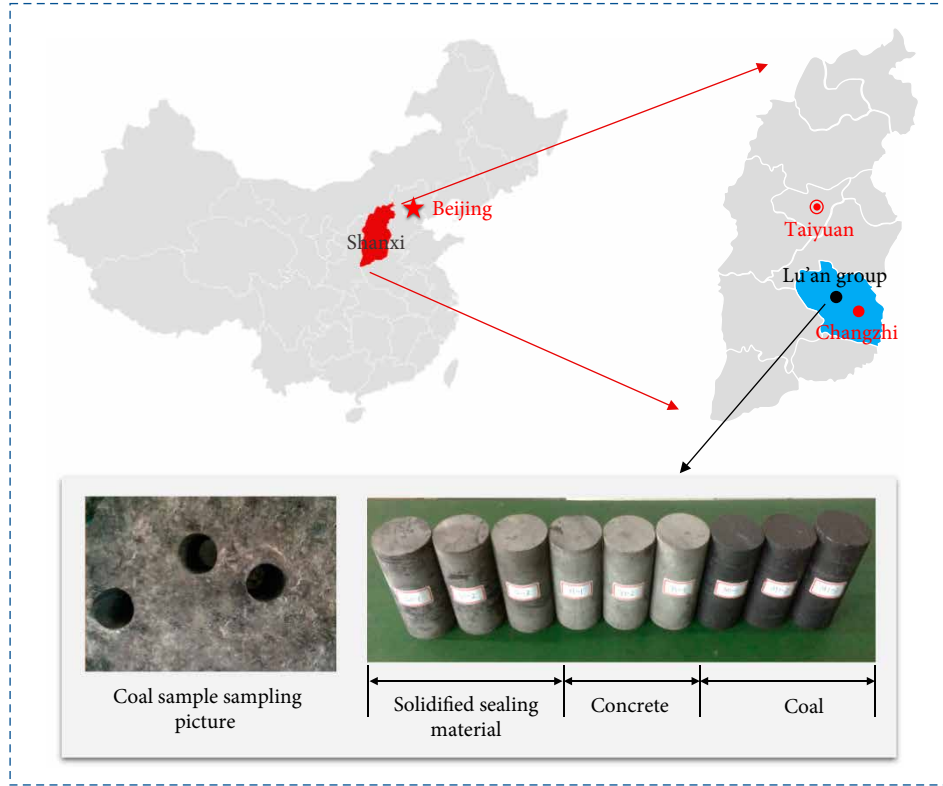 Beijing
Shanxi
Taiyuan
Lu'an group
Changzhi
Coal sample sampling
picture
Solidified sealing
material
Concrete
Coal